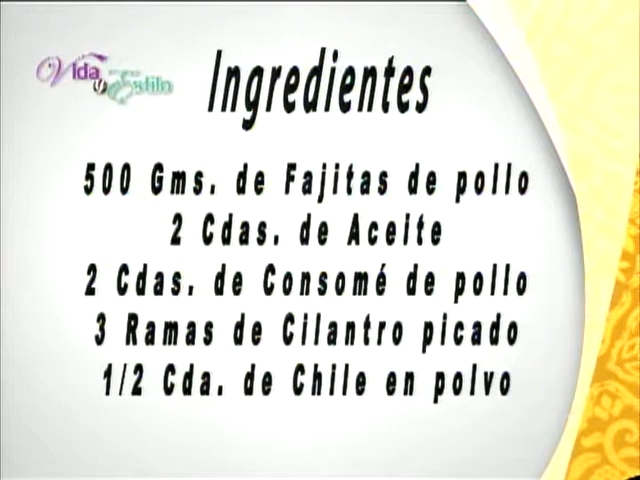 Vida y Estilo
Ingredientes
500 Gms. de Fajitas de pollo
2 Cdas. de Aceite
2 Cdas. de Consomé de pollo
3 Ramas de Cilantro picado
1/2 Cda. de Chile en polvo